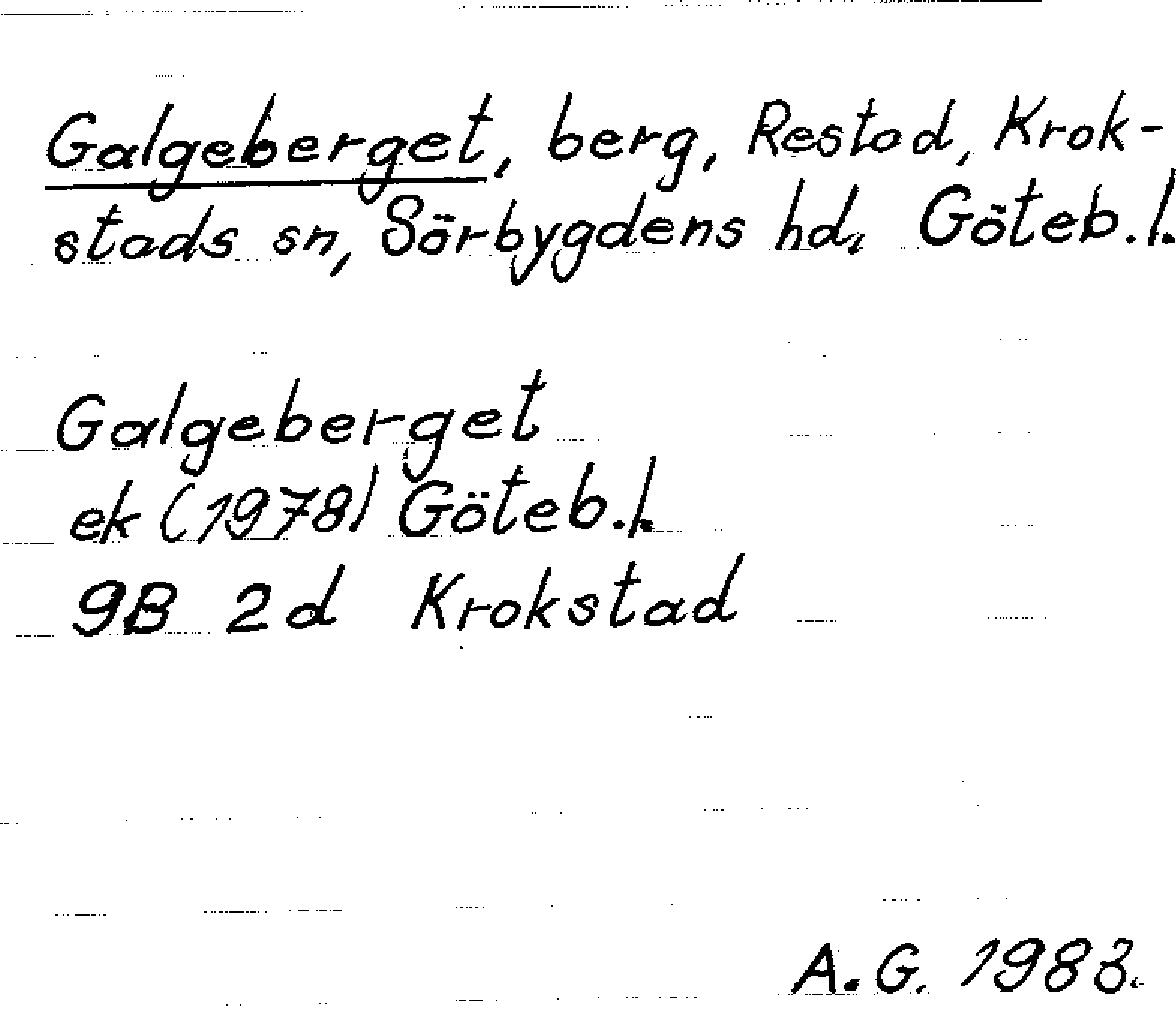 Galgeberget, berg, Restad, Krok-
stads sn, Sörbygdens hd, Göteb.l.
Galgeberget
ek (1978) Göteb.l.
9B 2d Krokstad
A.G. 1983.